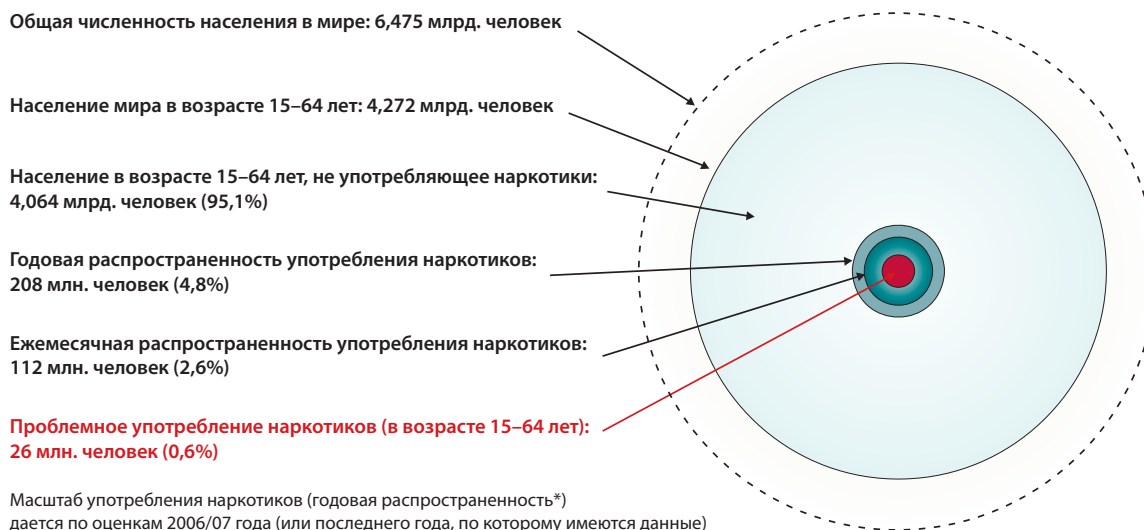 Общая численность населения в мире: 6,475 млрд. человек
Население мира в возрасте 15–64 лет: 4,272 млрд. человек
Население в возрасте 15–64 лет, не употребляющее наркотики:
4,064 млрд. человек (95,1%)
Годовая распространенность употребления наркотиков:
208 млн. человек (4,8%)
Ежемесячная распространенность употребления наркотиков:
112 млн. человек (2,6%)
Проблемное употребление наркотиков (в возрасте 15–64 лет):
26 млн. человек (0,6%)
Масштаб употребления наркотиков (годовая распространенность*)
дается по оценкам 2006/07 года (или последнего года, по которому имеются данные)